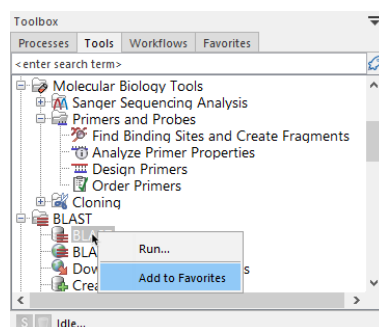 Toolbox
Processes Tools Workflows Favorites
<enter search term>
Molecular Biology Tools
Sanger Sequencing Analysis
Primers and Probes
Find Binding Sites and Create Fragments
Analyze Primer Properties
Design Primers
Order Primers
Cloning
BLAST
BLAST
Run...
Add to Favorites
Idle...